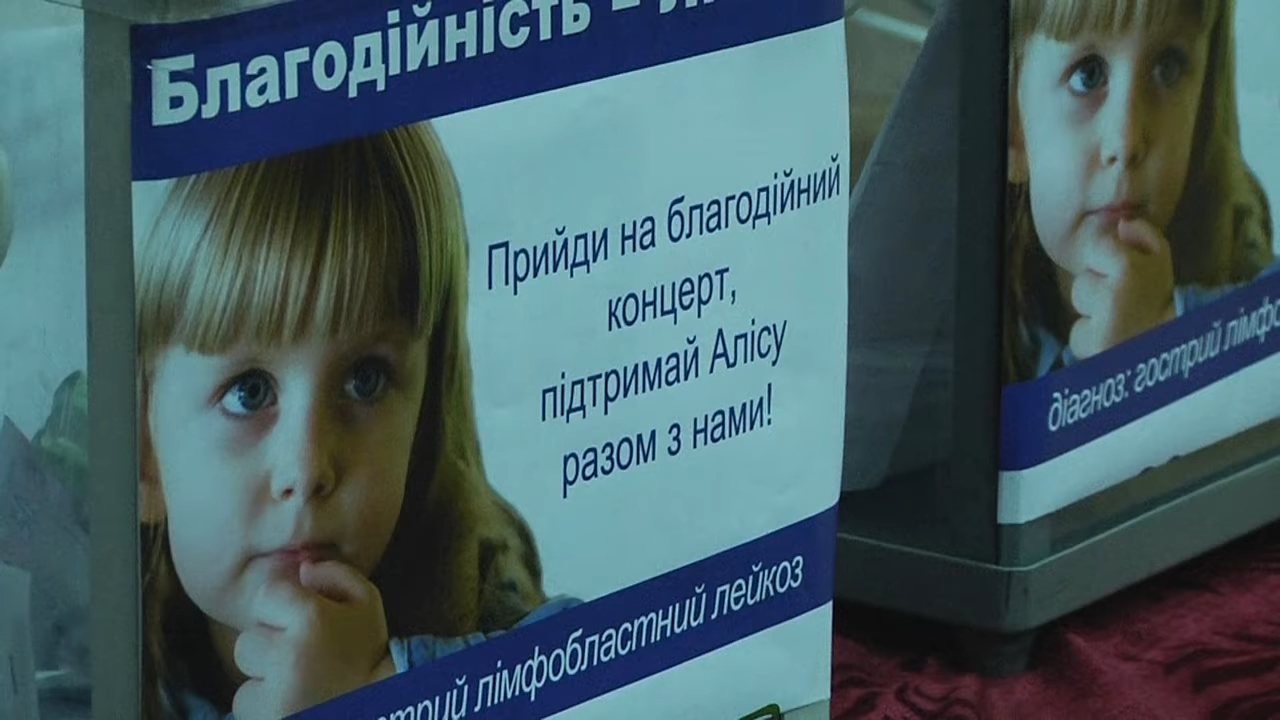 Благодійність -
Прийди на благодійний
концерт,
підтримай Алісу
разом з нами!
лімфобластний лейкоз
діагноз: гострий